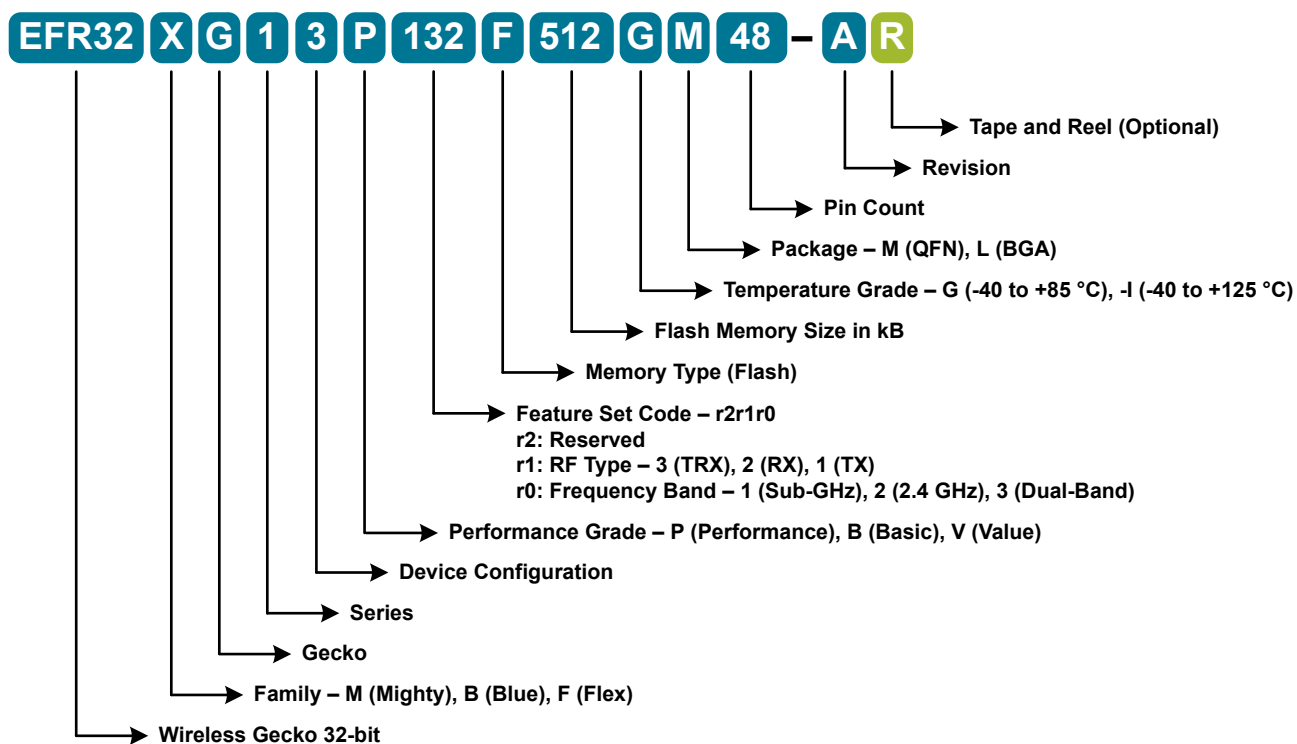 EFR32 X G 1 3 P 132 F 512 G M 48 – A R
Tape and Reel (Optional)
Revision
Pin Count
Package – M (QFN), L (BGA)
Temperature Grade – G (-40 to +85 °C), -I (-40 to +125 °C)
Flash Memory Size in kB
Memory Type (Flash)
Feature Set Code – r2r1r0
r2: Reserved
r1: RF Type – 3 (TRX), 2 (RX), 1 (TX)
r0: Frequency Band – 1 (Sub-GHz), 2 (2.4 GHz), 3 (Dual-Band)
Performance Grade – P (Performance), B (Basic), V (Value)
Device Configuration
Series
Gecko
Family – M (Mighty), B (Blue), F (Flex)
Wireless Gecko 32-bit